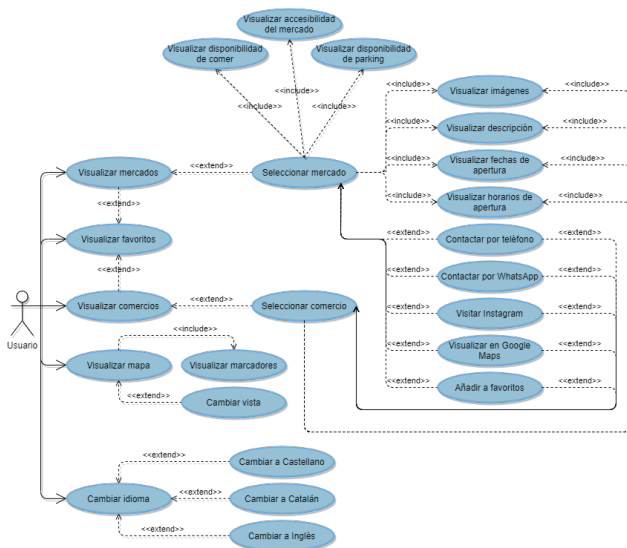 Visualizar accesibilidad
del mercado
Visualizar disponibilidad
de comer
Visualizar disponibilidad
de parking
<<include>>
<<include>>
<<include>>
<<include>>
Visualizar imágenes
<<include>>
<<include>>
Visualizar descripción
<<include>>
Visualizar mercados
<<extend>>
Seleccionar mercado
<<include>>
Visualizar fechas de
apertura
<<include>>
<<include>>
Visualizar horarios de
apertura
<<include>>
<<extend>>
Visualizar favoritos
<<extend>>
Contactar por teléfono
<<extend>>
<<extend>>
<<extend>>
Contactar por WhatsApp
<<extend>>
Usuario
Visualizar comercios
<<extend>>
Seleccionar comercio
<<extend>>
Visitar Instagram
<<extend>>
<<include>>
Visualizar mapa
Visualizar marcadores
<<extend>>
Visualizar en Google
Maps
<<extend>>
<<extend>>
Cambiar vista
<<extend>>
Añadir a favoritos
<<extend>>
<<extend>>
Cambiar a Castellano
Cambiar idioma
<<extend>>
Cambiar a Catalán
<<extend>>
Cambiar a Inglés